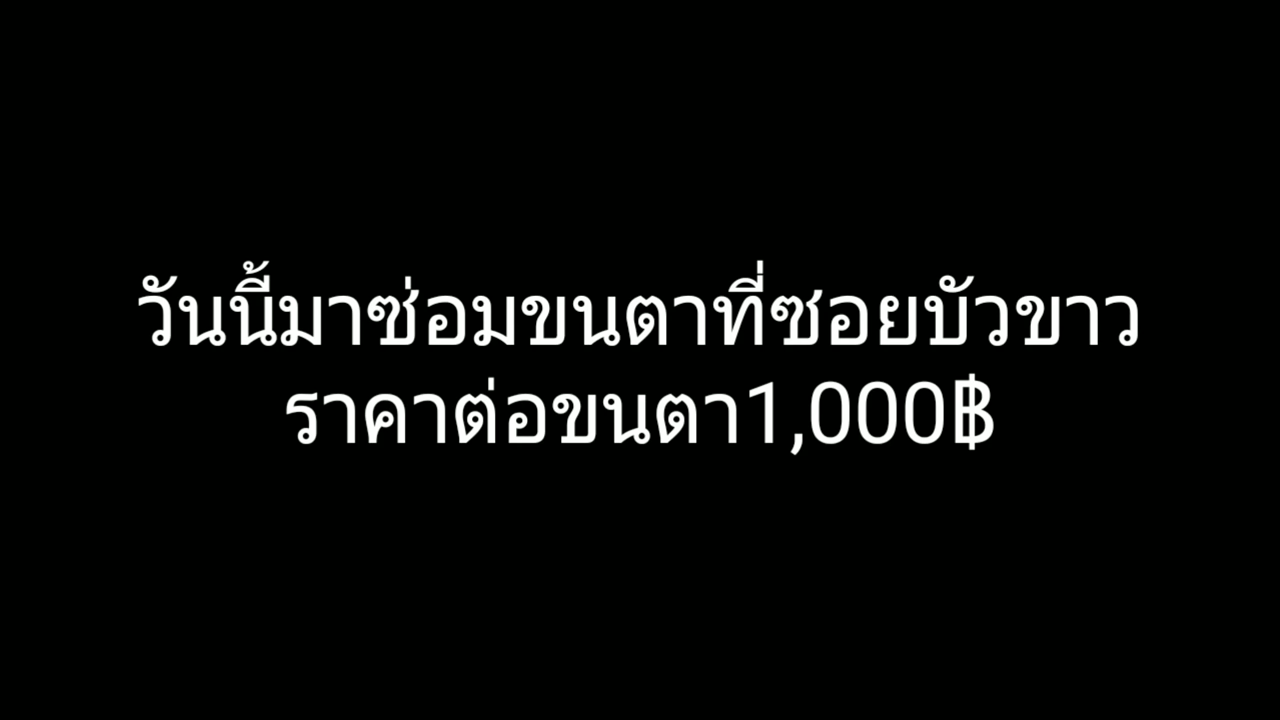 วันนี้มาซ่อมขนตาที่ซอยบัวขาว
ราคาต่อขนตา1,000฿